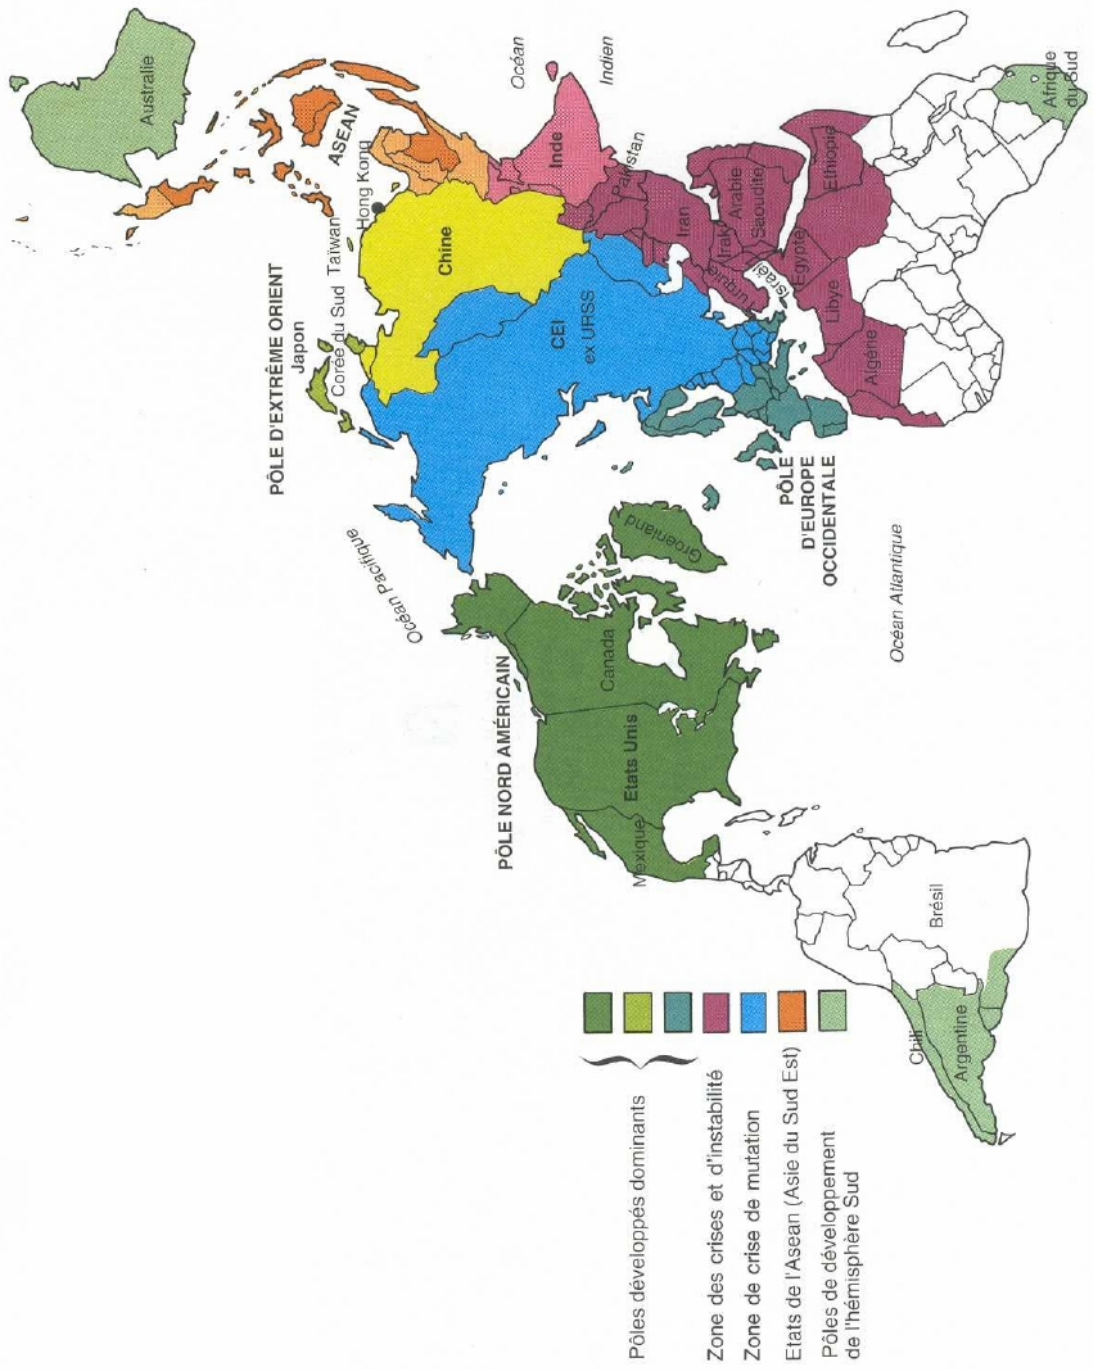 PÔLE D'EXTRÊME ORIENT
Japon
Corée du Sud
Taïwan
Hong Kong
ASEAN
Australie
Océan
Indien
Chine
Inde
CEI
ex URSS
Pakistan
Iran
Irak
Arabie
Saoudite
Turquie
Israël
Egypte
Ethiopie
Libye
Algérie
Afrique
du Sud
Océan Pacifique
PÔLE
D'EUROPE
OCCIDENTALE
Océan Atlantique
PÔLE NORD AMÉRICAIN
Groenland
Canada
Etats Unis
Mexique
Brésil
Chili
Argentine
Pôles développés dominants
Zone des crises et d'instabilité
Zone de crise de mutation
Etats de l'Asean (Asie du Sud Est)
Pôles de développement
de l'hémisphère Sud